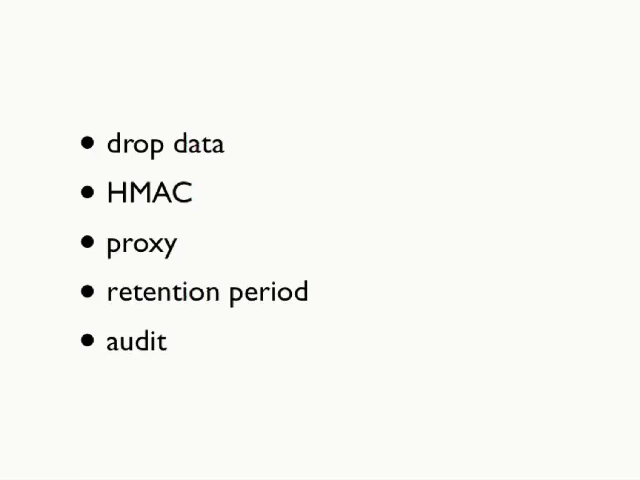 • drop data
• HMAC
• proxy
• retention period
• audit